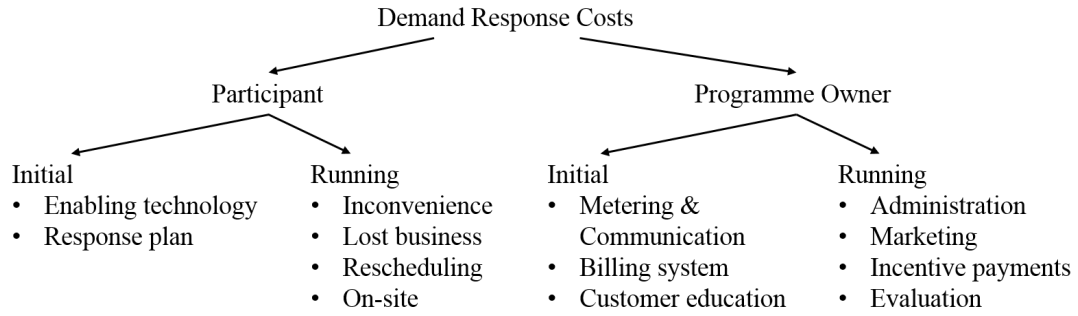 Demand Response Costs
Participant
Programme Owner
Initial
• Enabling technology
• Response plan
Running
• Inconvenience
• Lost business
• Rescheduling
• On-site
Initial
• Metering &
Communication
• Billing system
• Customer education
Running
• Administration
• Marketing
• Incentive payments
• Evaluation